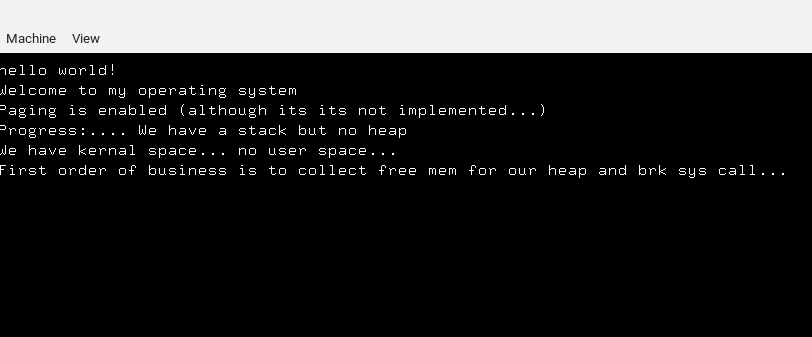 Machine View
hello world!
Welcome to my operating system
Paging is enabled (although its its not implemented...)
Progress:.... We have a stack but no heap
We have kernal space... no user space...
First order of business is to collect free mem for our heap and brk sys call...